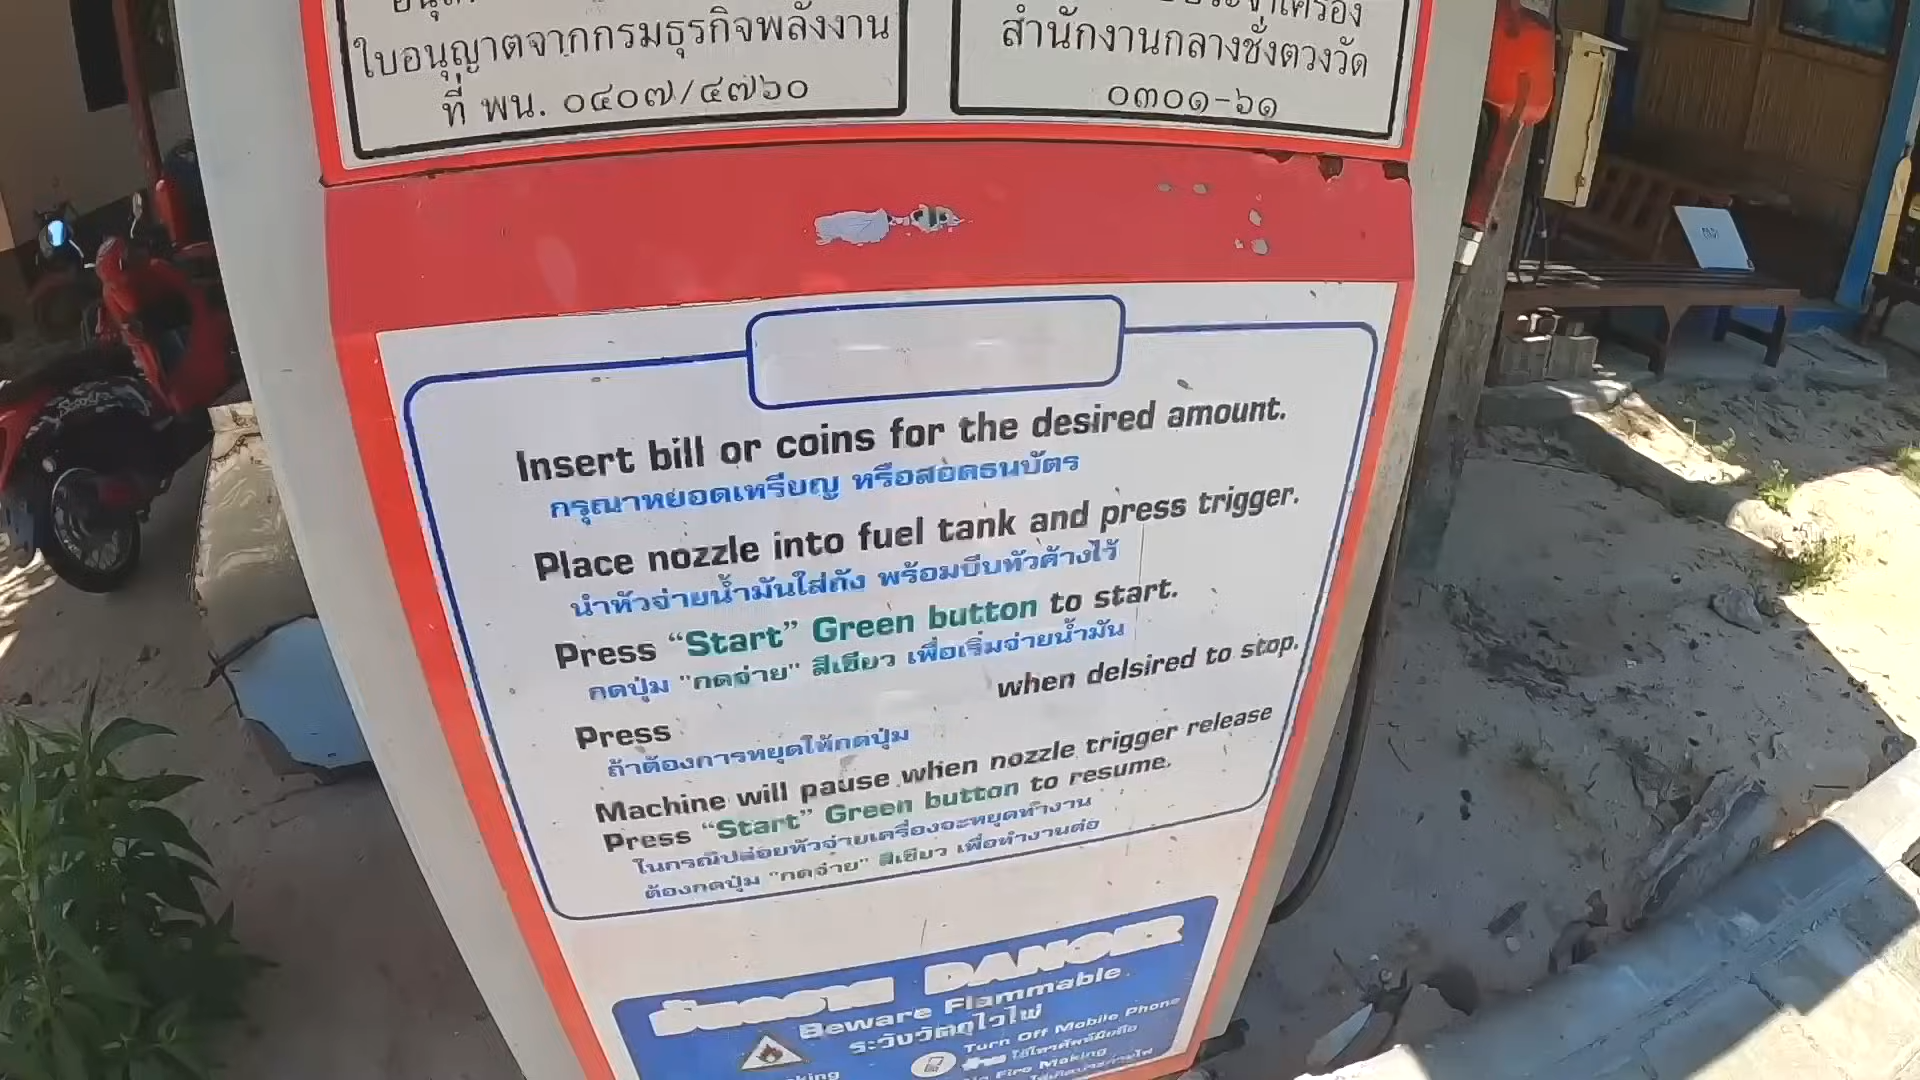 ใบอนุญาตจากกรมธุรกิจพลังงาน
ที่ พน. ๐๔๐๗/๔๗๖๐
สำนักงานกลางชั่งตวงวัด
๐๓๐๑-๖๑
Insert bill or coins for the desired amount.
กรุณาหยอดเหรียญ หรือสอดธนบัตร
Place nozzle into fuel tank and press trigger.
นำหัวจ่ายน้ำมันใส่ถัง พร้อมบีบหัวค้างไว้
Press “Start” Green button to start.
กดปุ่ม "กดจ่าย" สีเขียว เพื่อเริ่มจ่ายน้ำมัน
Press when delsired to stop.
ถ้าต้องการหยุดให้กดปุ่ม
Machine will pause when nozzle trigger release
Press “Start” Green button to resume.
ในกรณีปล่อยหัวจ่ายเครื่องจะหยุดทำงาน
ต้องกดปุ่ม "กดจ่าย" สีเขียว เพื่อทำงานต่อ
อันตราย DANGER
Beware Flammable
ระวังวัตถุไวไฟ
Turn Off Mobile Phone
ห้ามใช้โทรศัพท์มือถือ
Fire Making